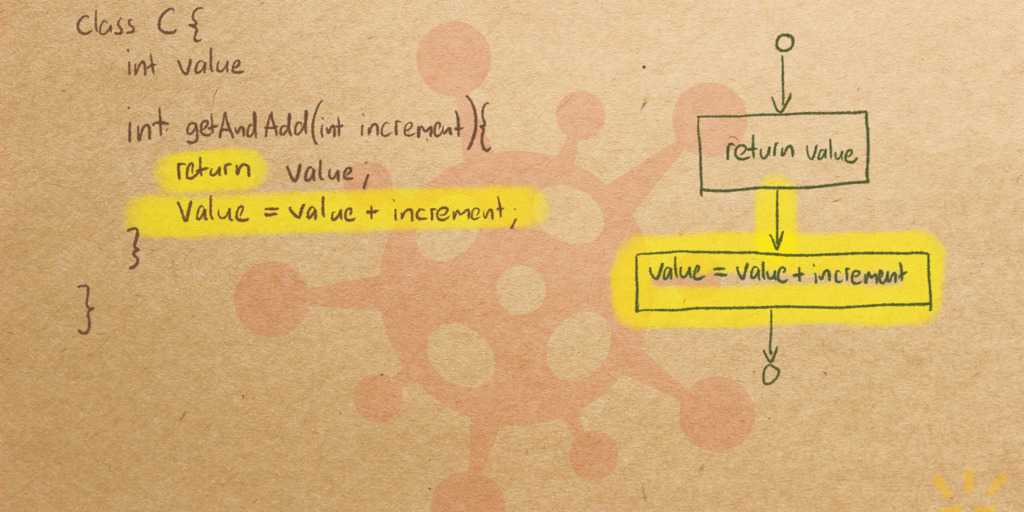 Class C {
int value
int getAndAdd(int increment){
return value;
Value = value + increment;
}
}
return value
value = value + increment